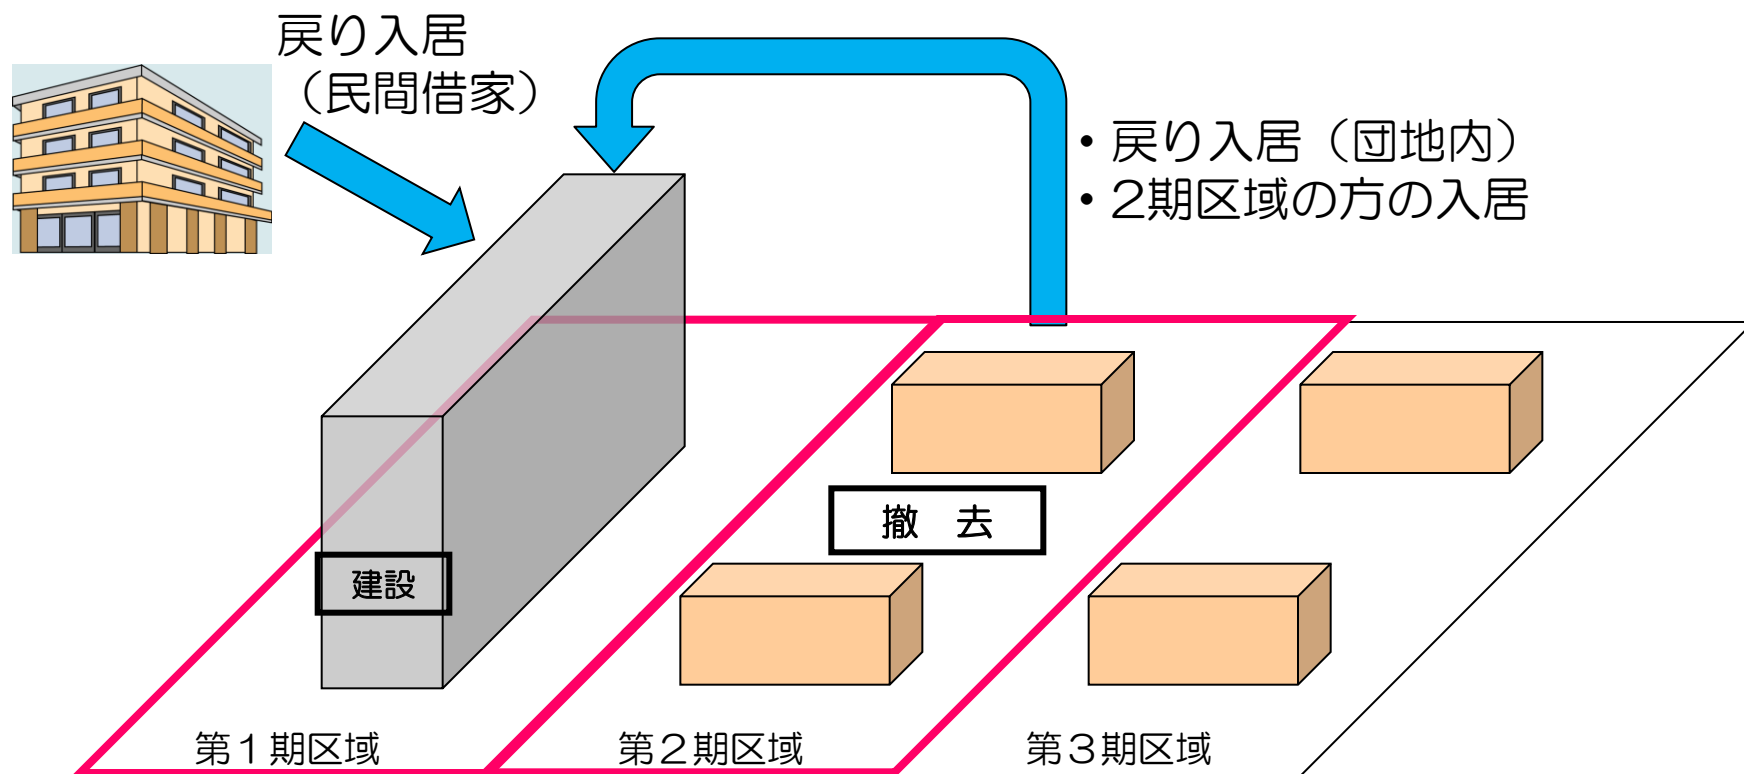 戻り入居
（民間借家）
・戻り入居（団地内）
・2期区域の方の入居
撤　去
建設
第１期区域
第２期区域
第３期区域